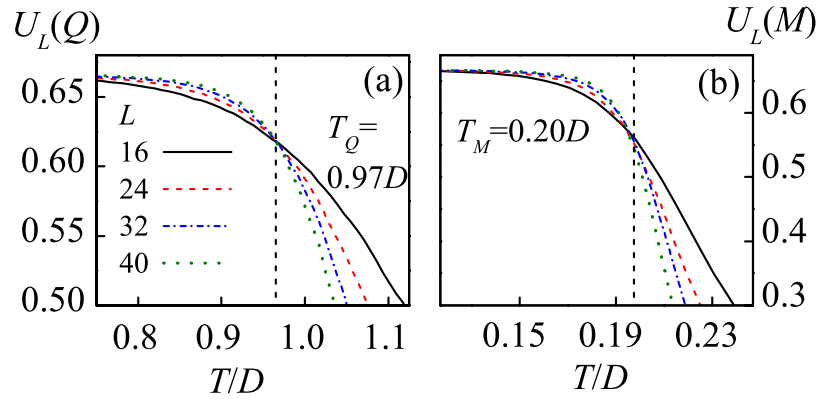 U_L(Q)
U_L(M)
(a)
(b)
0.65
0.60
0.55
0.50
L
16
24
32
40
T_Q=
0.97D
T_M=0.20D
0.6
0.5
0.4
0.3
0.8 0.9 1.0 1.1
0.15 0.19 0.23
T/D
T/D